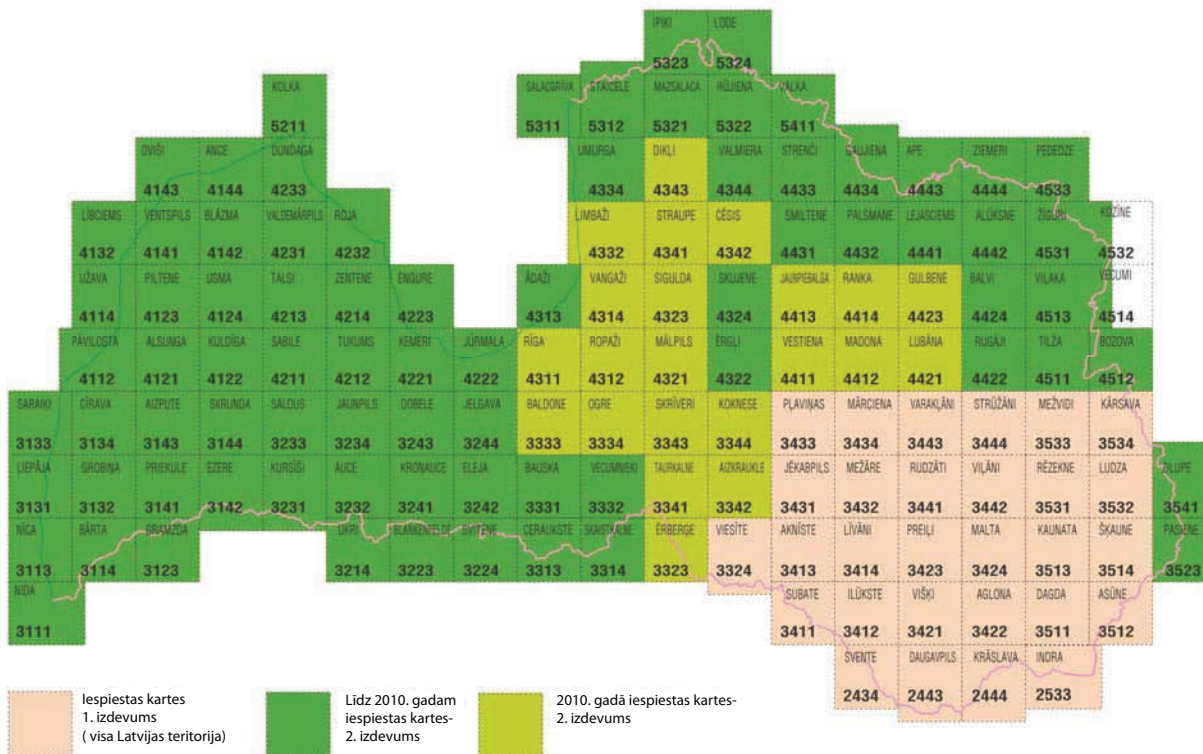 IPIKI LODE
5323 5324
KOLKA SALACGRĪVA STAICELE MAZSALACA RŪJIENA VALKA
5211 5311 5312 5321 5322 5411
OVIŠI ANCE DUNDAGA UMURGA DIKĻI VALMIERA STRENČI GAUJIENA APE ZIEMERI PEDEDZE
4143 4144 4233 4334 4343 4344 4433 4434 4443 4444 4533
LĪBCIEMS VENTSPILS BLĀZMA VALDEMĀRPILS ROJA LIMBAŽI STRAUPE CĒSIS SMILTENE PALSMANE LEJASCIEMS ALŪKSNE ŽĪGURI KOZINE
4132 4141 4142 4231 4232 4332 4341 4342 4431 4432 4441 4442 4531 4532
UŽAVA PILTENE USMA TALSI ZENTENE ENGURE ĀDAŽI VANGAŽI SIGULDA SKUJENE JAUNPIEBALGA RANKA GULBENE BALVI VIĻAKA VECUMI
4114 4123 4124 4213 4214 4223 4313 4314 4323 4324 4413 4414 4423 4424 4513 4514
PĀVILOSTA ALSUNGA KULDĪGA SABILE TUKUMS ĶEMERI JŪRMALA RĪGA ROPAŽI MĀLPILS ĒRGĻI VESTIENA MADONA LUBĀNA RUGĀJI TILŽA BOZOVA
4112 4121 4122 4211 4212 4221 4222 4311 4312 4321 4322 4411 4412 4421 4422 4511 4512
SARAIĶI CĪRAVA AIZPUTE SKRUNDA SALDUS JAUNPILS DOBELE JELGAVA BALDONE OGRE SKRĪVERI KOKNESE PĻAVIŅAS MĀRCIENA VARAKĻĀNI STRŪŽĀNI MEŽVIDI KĀRSAVA
3133 3134 3143 3144 3233 3234 3243 3244 3333 3334 3343 3344 3433 3434 3443 3444 3533 3534
LIEPĀJA GROBIŅA PRIEKULE EZERE KURSĪŠI AUCE KRONAUCE ELEJA BAUSKA VECUMNIEKI TAURKALNE AIZKRAUKLE JĒKABPILS MEŽĀRE RUDZĀTI VIĻĀNI RĒZEKNE LUDZA ZILUPE
3131 3132 3141 3142 3231 3232 3241 3242 3331 3332 3341 3342 3431 3432 3441 3442 3531 3532 3541
NĪCA BĀRTA GRAMZDA UKRI BLANKENFELDE SVITENE CERAUKSTE SKAISTKALNE ĒRBERĢE VIESĪTE AKNĪSTE LĪVĀNI PREIĻI MALTA KAUNATA ŠĶAUNE PASIENE
3113 3114 3123 3214 3223 3224 3313 3314 3323 3324 3413 3414 3423 3424 3513 3514 3523
NIDA SUBATE ILŪKSTE VIŠĶI AGLONA DAGDA ASŪNE
3111 3411 3412 3421 3422 3511 3512
SVENTE DAUGAVPILS KRĀSLAVA INDRA
2434 2443 2444 2533
Iespiestas kartes
1. izdevums
( visa Latvijas teritorija)
Līdz 2010. gadam
iespiestas kartes-
2. izdevums
2010. gadā iespiestas kartes-
2. izdevums